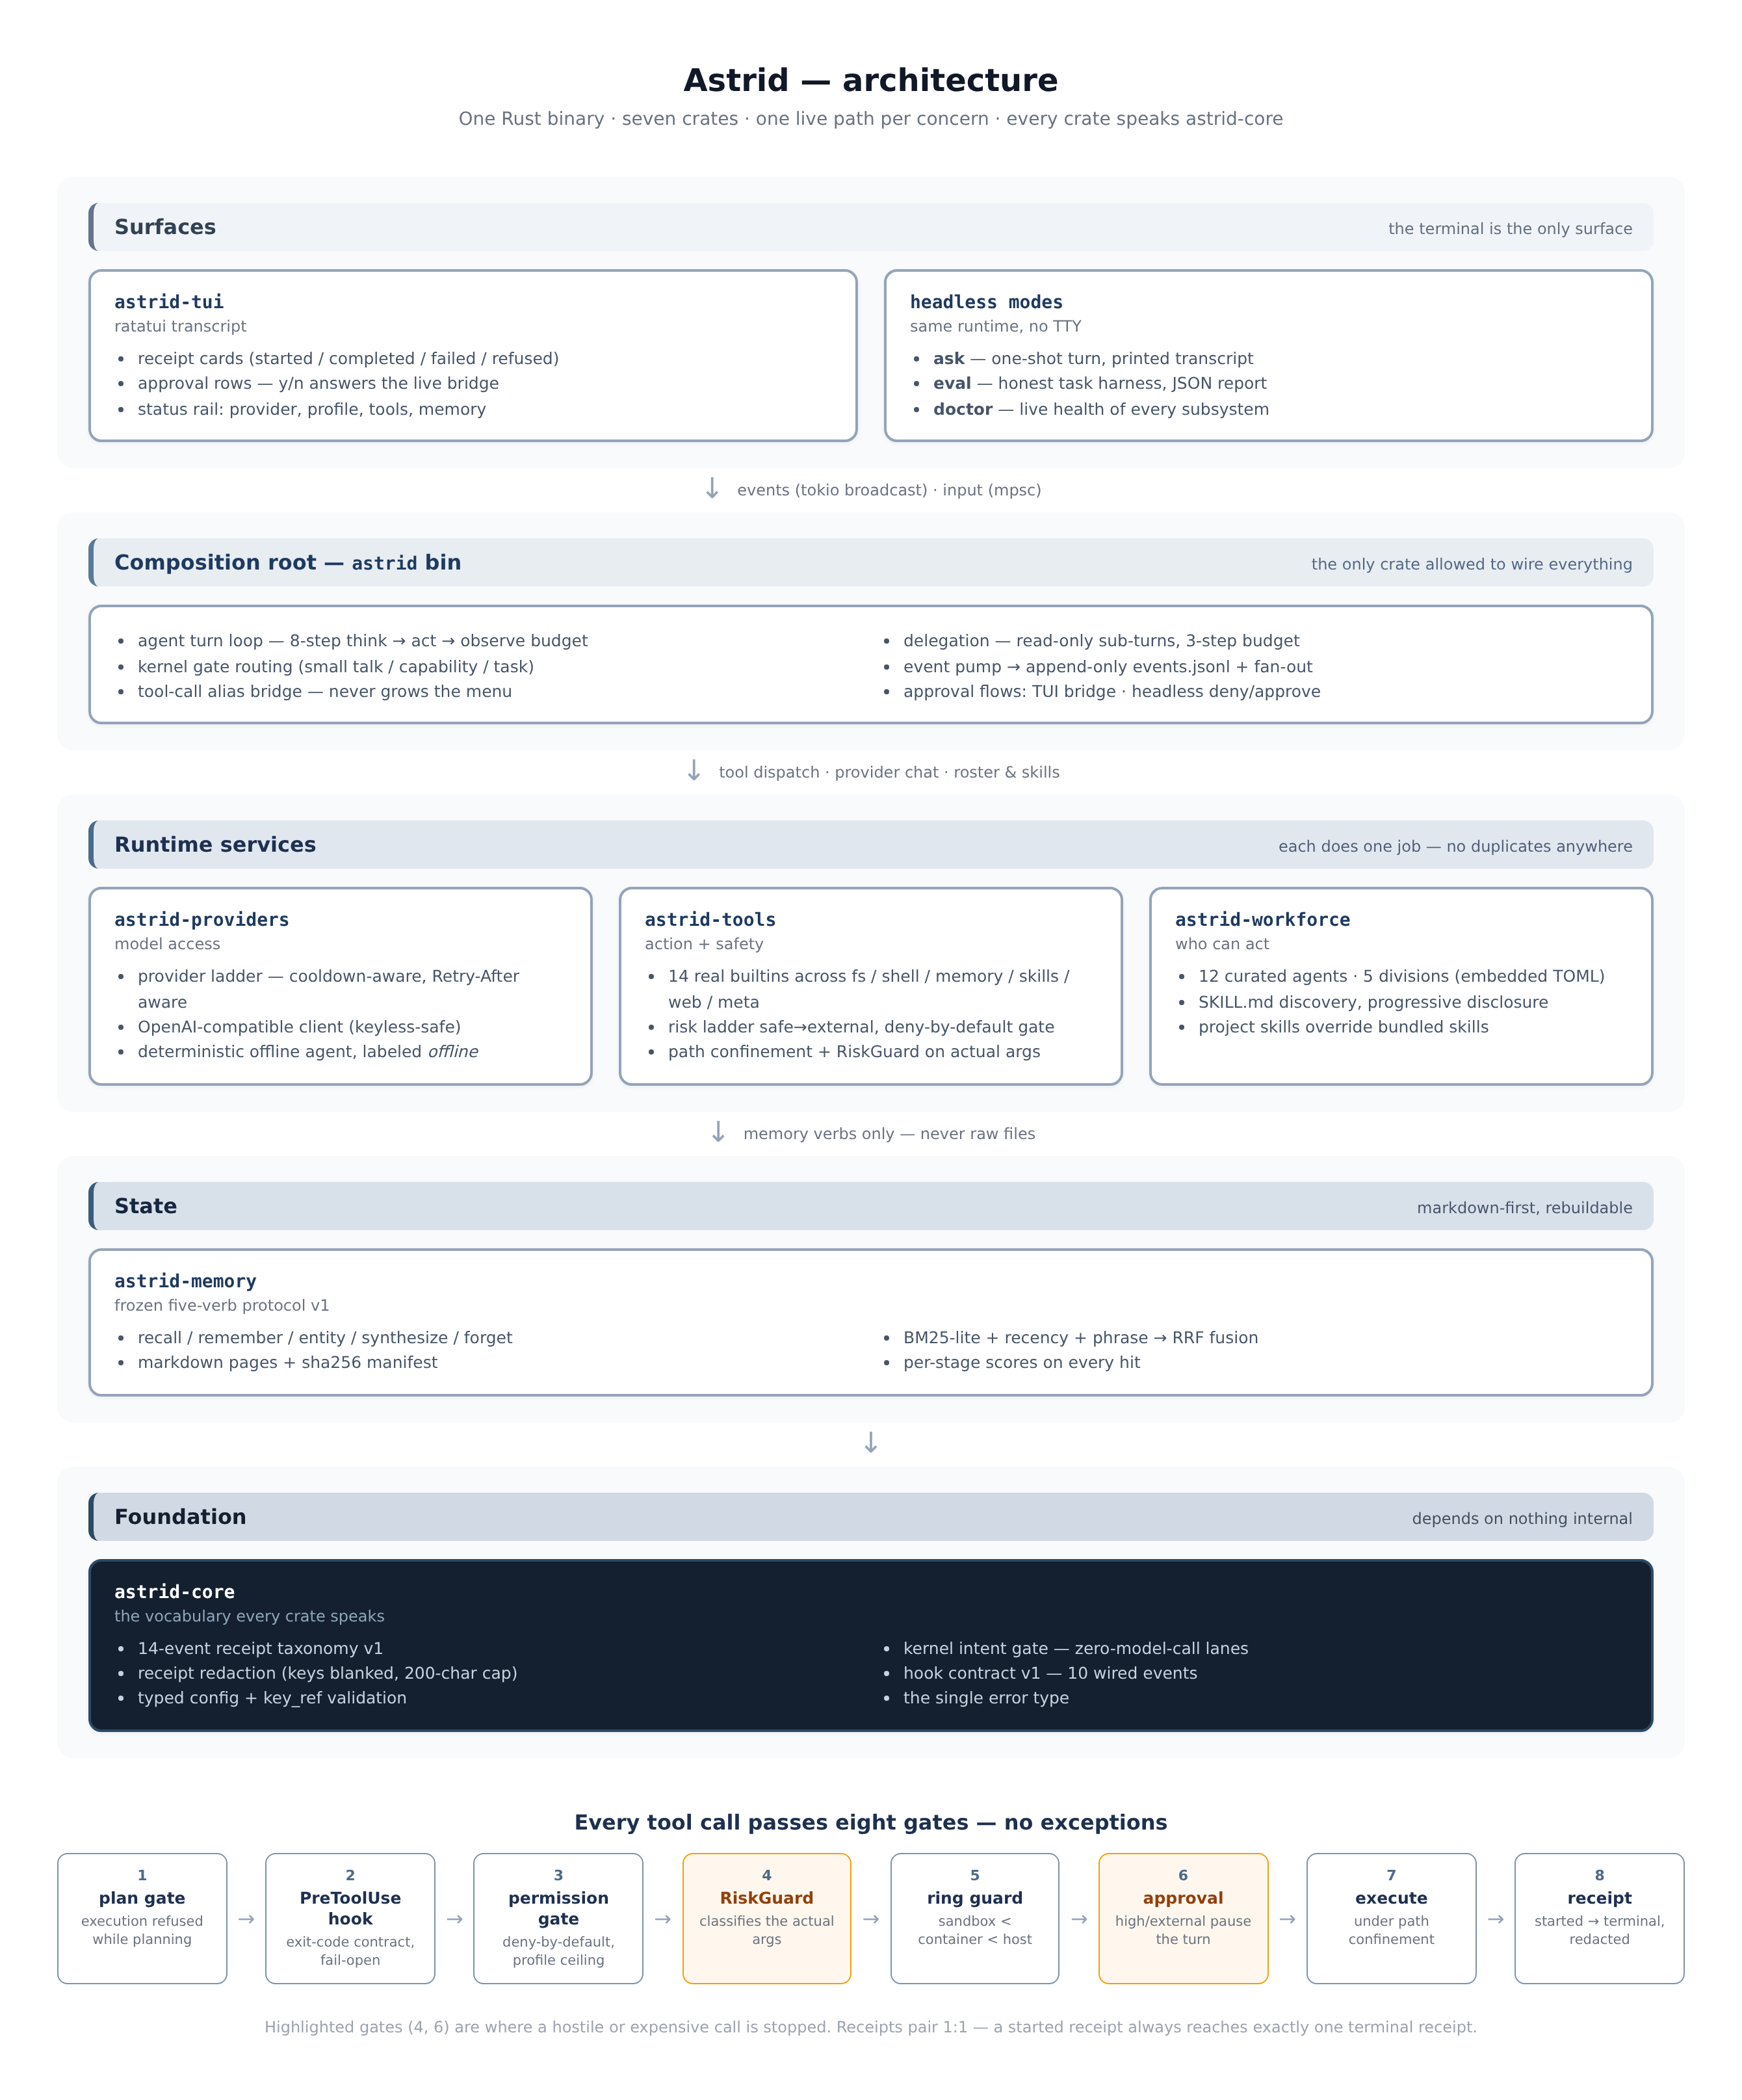 Astrid — architecture
One Rust binary · seven crates · one live path per concern · every crate speaks astrid-core
Surfaces
the terminal is the only surface
astrid-tui
ratatui transcript
• receipt cards (started / completed / failed / refused)
• approval rows — y/n answers the live bridge
• status rail: provider, profile, tools, memory
headless modes
same runtime, no TTY
• ask — one-shot turn, printed transcript
• eval — honest task harness, JSON report
• doctor — live health of every subsystem
↓ events (tokio broadcast) · input (mpsc)
Composition root — astrid bin
the only crate allowed to wire everything
• agent turn loop — 8-step think → act → observe budget
• kernel gate routing (small talk / capability / task)
• tool-call alias bridge — never grows the menu
• delegation — read-only sub-turns, 3-step budget
• event pump → append-only events.jsonl + fan-out
• approval flows: TUI bridge · headless deny/approve
↓ tool dispatch · provider chat · roster & skills
Runtime services
each does one job — no duplicates anywhere
astrid-providers
model access
• provider ladder — cooldown-aware, Retry-After
aware
• OpenAI-compatible client (keyless-safe)
• deterministic offline agent, labeled offline
astrid-tools
action + safety
• 14 real builtins across fs / shell / memory / skills /
web / meta
• risk ladder safe→external, deny-by-default gate
• path confinement + RiskGuard on actual args
astrid-workforce
who can act
• 12 curated agents · 5 divisions (embedded TOML)
• SKILL.md discovery, progressive disclosure
• project skills override bundled skills
↓ memory verbs only — never raw files
State
markdown-first, rebuildable
astrid-memory
frozen five-verb protocol v1
• recall / remember / entity / synthesize / forget
• markdown pages + sha256 manifest
• BM25-lite + recency + phrase → RRF fusion
• per-stage scores on every hit
↓
Foundation
depends on nothing internal
astrid-core
the vocabulary every crate speaks
• 14-event receipt taxonomy v1
• receipt redaction (keys blanked, 200-char cap)
• typed config + key_ref validation
• kernel intent gate — zero-model-call lanes
• hook contract v1 — 10 wired events
• the single error type
Every tool call passes eight gates — no exceptions
1
plan gate
execution refused
while planning
→
2
PreToolUse
hook
exit-code contract,
fail-open
→
3
permission
gate
deny-by-default,
profile ceiling
→
4
RiskGuard
classifies the actual
args
→
5
ring guard
sandbox <
container < host
→
6
approval
high/external pause
the turn
→
7
execute
under path
confinement
→
8
receipt
started → terminal,
redacted
Highlighted gates (4, 6) are where a hostile or expensive call is stopped. Receipts pair 1:1 — a started receipt always reaches exactly one terminal receipt.